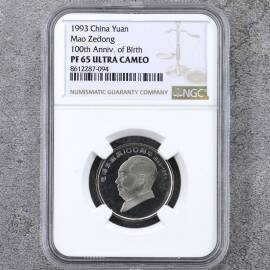 1993 China Yuan
Mao Zedong
100th Anniv. of Birth
PF 65 ULTRA CAMEO
8612287-094
NUMISMATIC GUARANTY COMPANY
NGC